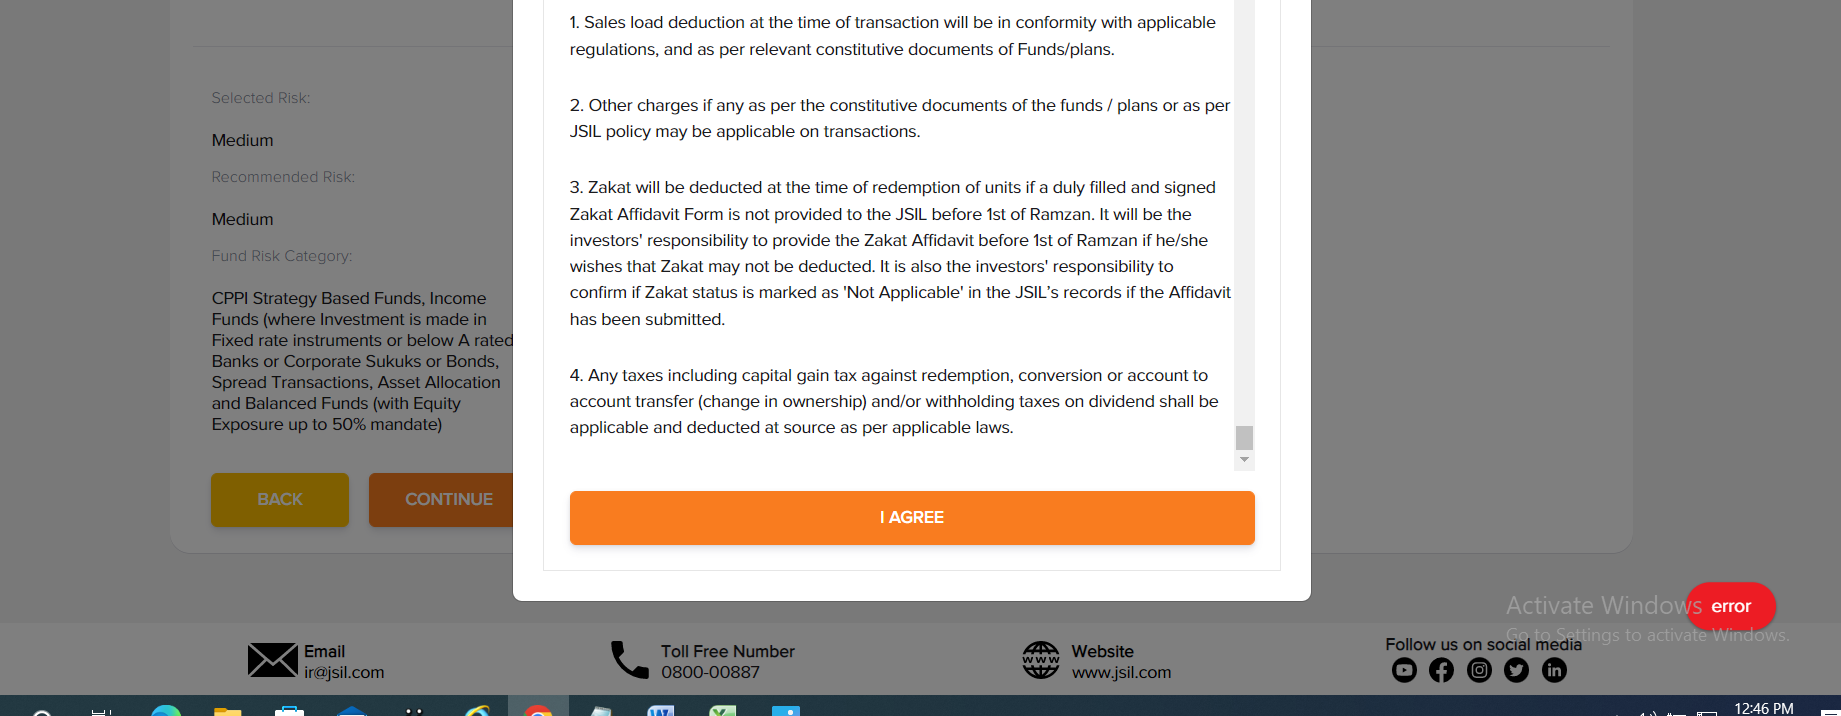 Selected Risk:
Medium
Recommended Risk:
Medium
Fund Risk Category:
CPPI Strategy Based Funds, Income
Funds (where Investment is made in
Fixed rate instruments or below A rated
Banks or Corporate Sukuks or Bonds,
Spread Transactions, Asset Allocation
and Balanced Funds (with Equity
Exposure up to 50% mandate)
BACK
CONTINUE
1. Sales load deduction at the time of transaction will be in conformity with applicable
regulations, and as per relevant constitutive documents of Funds/plans.
2. Other charges if any as per the constitutive documents of the funds / plans or as per
JSIL policy may be applicable on transactions.
3. Zakat will be deducted at the time of redemption of units if a duly filled and signed
Zakat Affidavit Form is not provided to the JSIL before 1st of Ramzan. It will be the
investors' responsibility to provide the Zakat Affidavit before 1st of Ramzan if he/she
wishes that Zakat may not be deducted. It is also the investors' responsibility to
confirm if Zakat status is marked as 'Not Applicable' in the JSIL’s records if the Affidavit
has been submitted.
4. Any taxes including capital gain tax against redemption, conversion or account to
account transfer (change in ownership) and/or withholding taxes on dividend shall be
applicable and deducted at source as per applicable laws.
I AGREE
error
Activate Windows
Go to Settings to activate Windows.
Email
ir@jsil.com
Toll Free Number
0800-00887
www
Website
www.jsil.com
Follow us on social media
12:46 PM